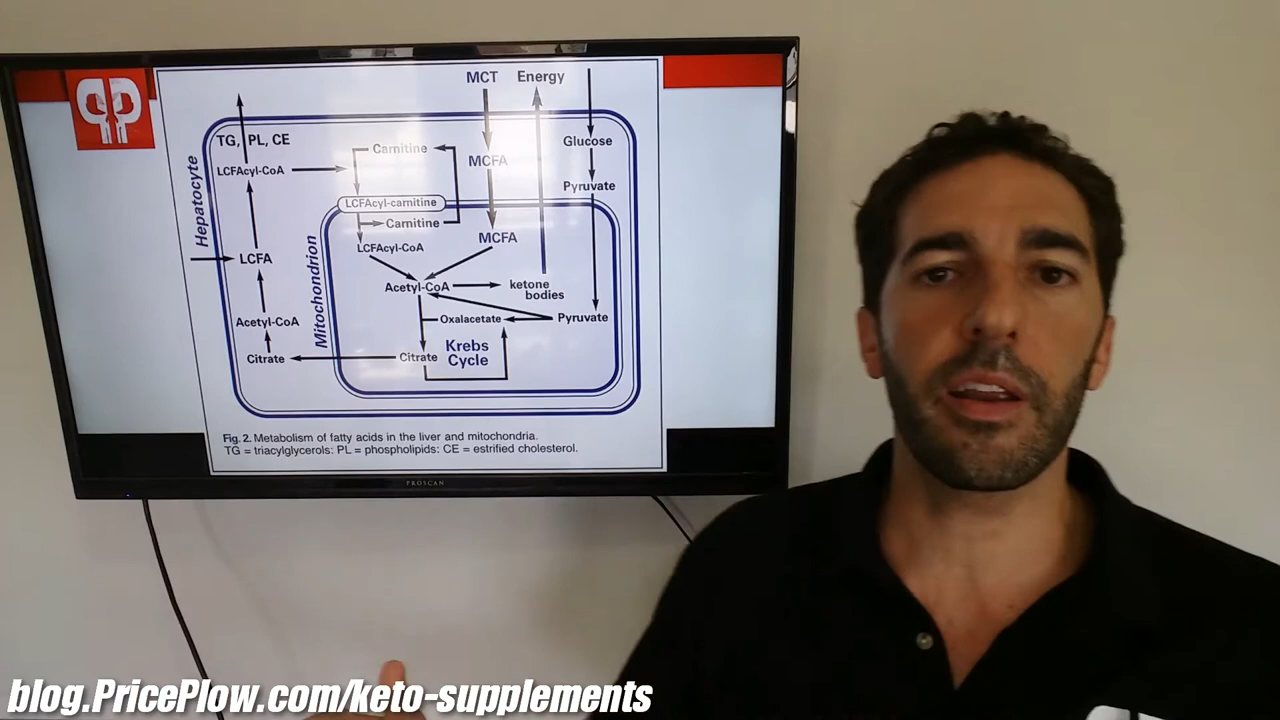 MCT Energy
TG, PL, CE
Carnitine
Glucose
LCFAcyl-CoA
MCFA
Pyruvate
Hepatocyte
LCFAcyl-carnitine
Carnitine
MCFA
LCFAcyl-CoA
LCFA
Mitochondrion
Acetyl-CoA
ketone
bodies
Acetyl-CoA
Oxalacetate
Pyruvate
Krebs
Cycle
Citrate
Citrate
Fig. 2. Metabolism of fatty acids in the liver and mitochondria.
TG = triacylglycerols: PL = phospholipids: CE = estrified cholesterol.
PROSCAN
blog.PricePlow.com/keto-supplements